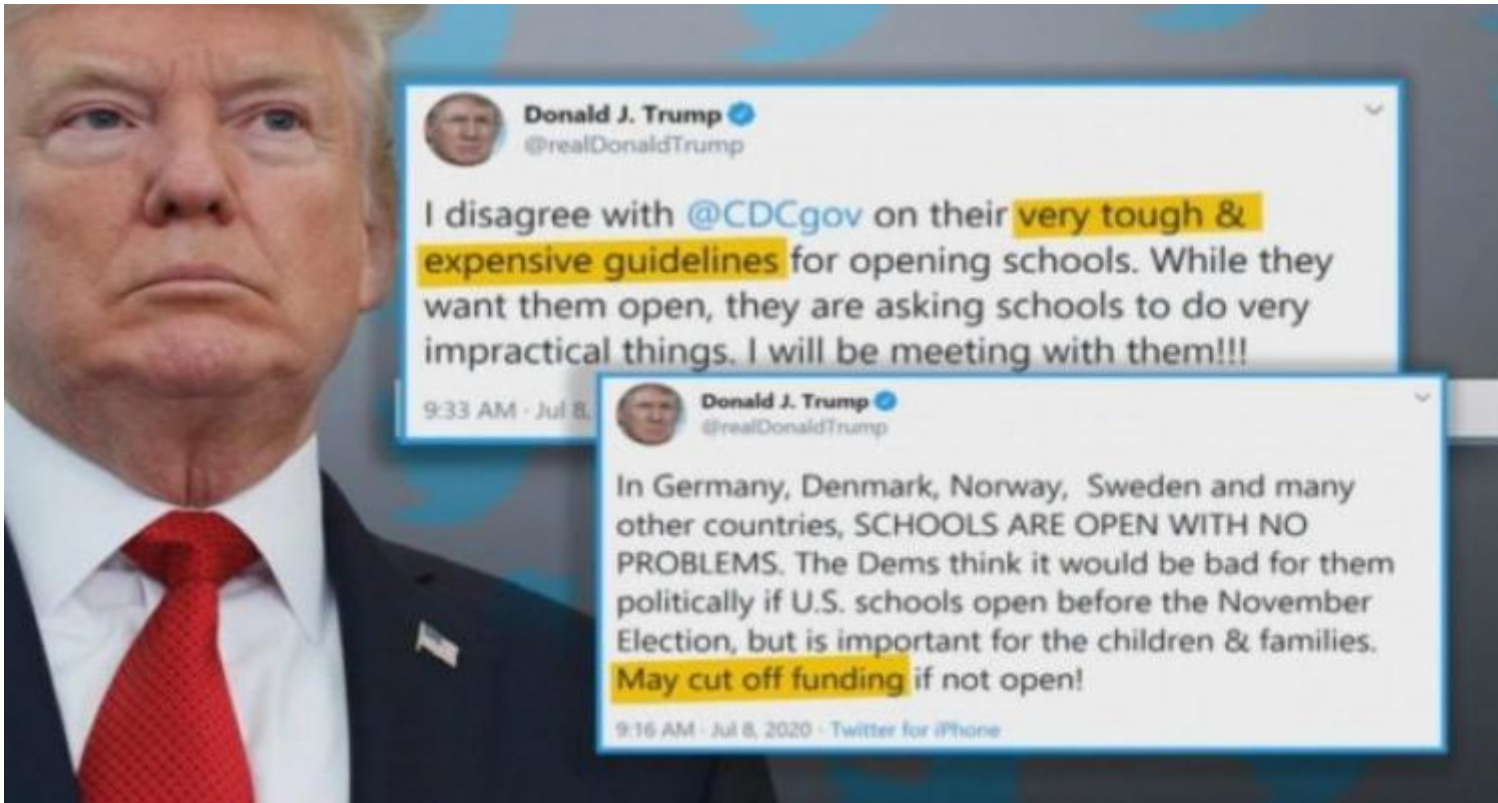 Donald J. Trump
@realDonaldTrump
I disagree with @CDCgov on their very tough &
expensive guidelines for opening schools. While they
want them open, they are asking schools to do very
impractical things. I will be meeting with them!!!
9:33 AM · Jul 8,
Donald J. Trump
@realDonaldTrump
In Germany, Denmark, Norway,  Sweden and many
other countries, SCHOOLS ARE OPEN WITH NO
PROBLEMS. The Dems think it would be bad for them
politically if U.S. schools open before the November
Election, but is important for the children & families.
May cut off funding if not open!
9:16 AM · Jul 8, 2020 · Twitter for iPhone